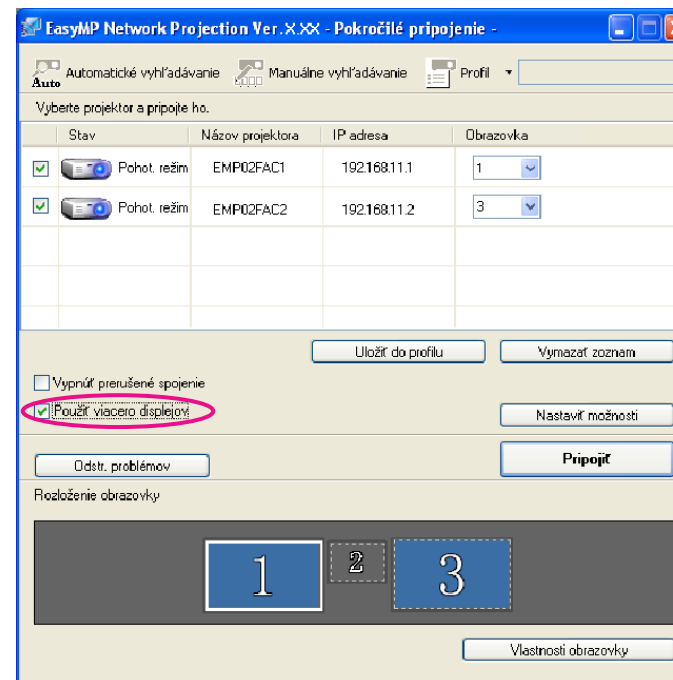 EasyMP Network Projection Ver.X.XX - Pokročilé pripojenie -
Auto Automatické vyhľadávanie Manuálne vyhľadávanie Profil
Vyberte projektor a pripojte ho.
Stav Názov projektora IP adresa Obrazovka
Pohot. režim EMP02FAC1 192.168.11.1 1
Pohot. režim EMP02FAC2 192.168.11.2 3
Uložiť do profilu Vymazať zoznam
Vypnúť prerušené spojenie
Použiť viacero displejov
Nastaviť možnosti
Odstr. problémov Pripojiť
Rozloženie obrazovky
1 2 3
Vlastnosti obrazovky